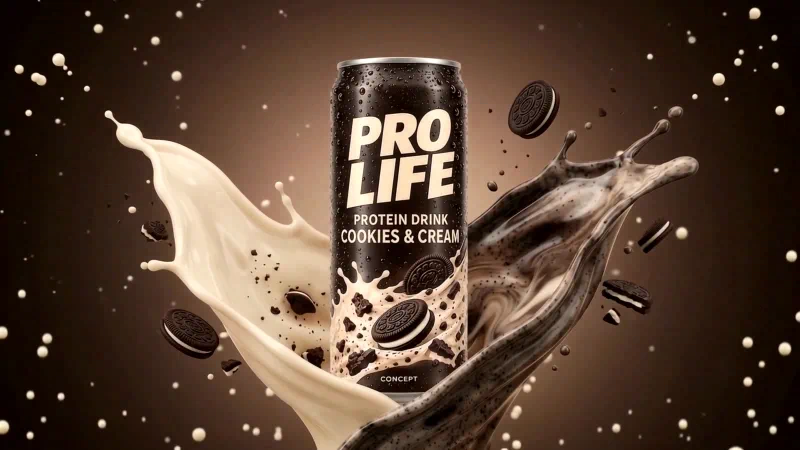 PRO
LIFE
PROTEIN DRINK
COOKIES & CREAM
CONCEPT